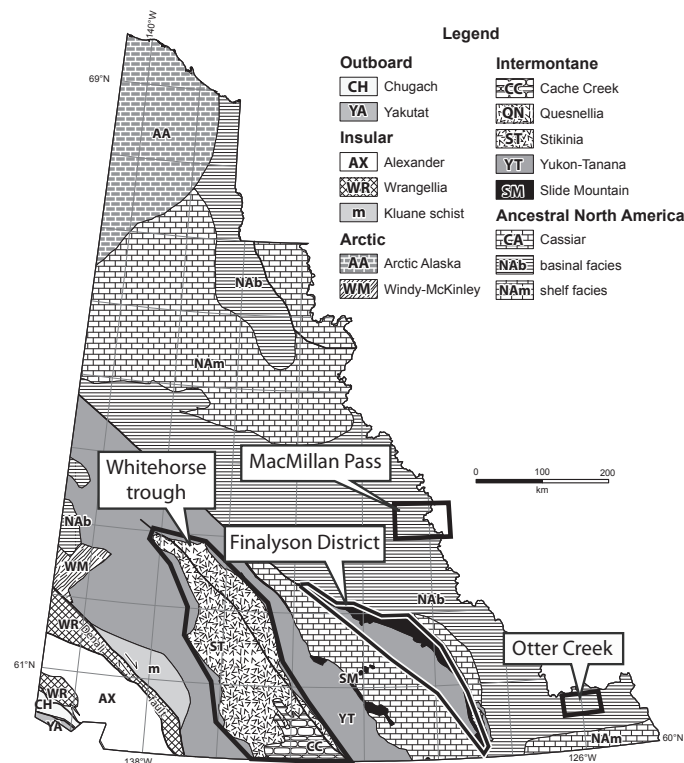 140°W
69°N
Legend
Outboard
CH Chugach
YA Yakutat
Insular
AX Alexander
WR Wrangellia
m Kluane schist
Arctic
AA Arctic Alaska
WM Windy-McKinley
Intermontane
CC Cache Creek
QN Quesnellia
ST Stikinia
YT Yukon-Tanana
SM Slide Mountain
Ancestral North America
CA Cassiar
NAb basinal facies
NAm shelf facies
AA
NAb
NAm
Whitehorse
trough
MacMillan Pass
0 100 200
km
Finalyson District
NAb
WM
NAb
WR
ST
Otter Creek
61°N
m
SM
WR
AX
CH
YA
YT
CC
NAm
60°N
138°W
126°W